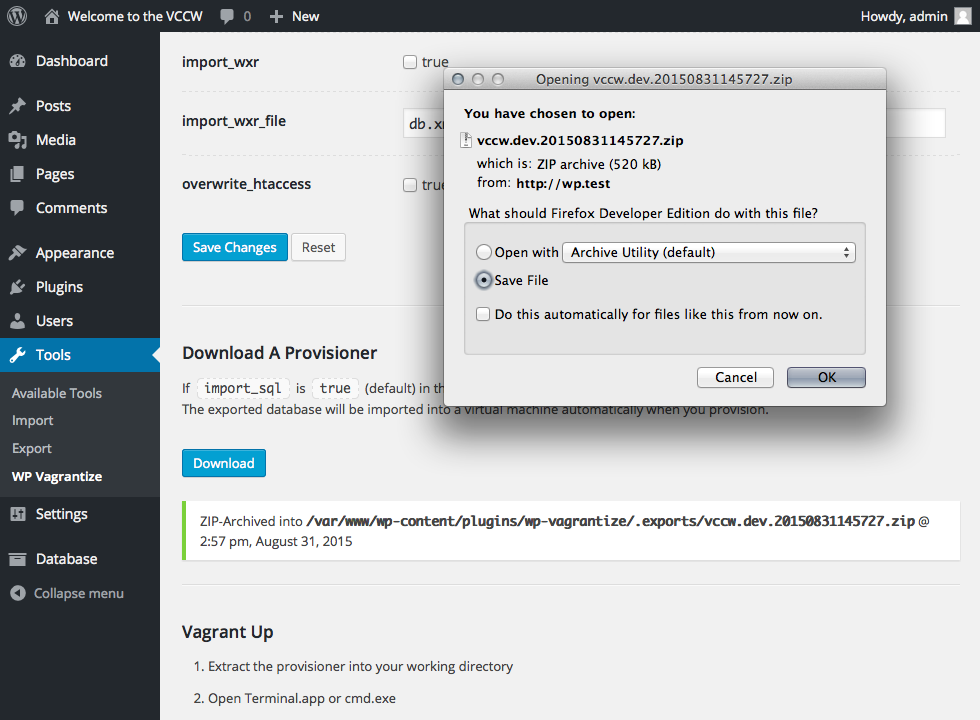 Welcome to the VCCW 0 New Howdy, admin
Dashboard
Posts
Media
Pages
Comments
Appearance
Plugins
Users
Tools
Available Tools
Import
Export
WP Vagrantize
Settings
Database
Collapse menu
import_wxr true
import_wxr_file
overwrite_htaccess
Save Changes Reset
Download A Provisioner
If import_sql is true (default) in
The exported database will be imported into a virtual machine automatically when you provision.
Download
ZIP-Archived into /var/www/wp-content/plugins/wp-vagrantize/.exports/vccw.dev.20150831145727.zip @
2:57 pm, August 31, 2015
Vagrant Up
1. Extract the provisioner into your working directory
2. Open Terminal.app or cmd.exe
Opening vccw.dev.20150831145727.zip
You have chosen to open:
vccw.dev.20150831145727.zip
which is: ZIP archive (520 kB)
from: http://wp.test
What should Firefox Developer Edition do with this file?
Open with Archive Utility (default)
Save File
Do this automatically for files like this from now on.
Cancel OK